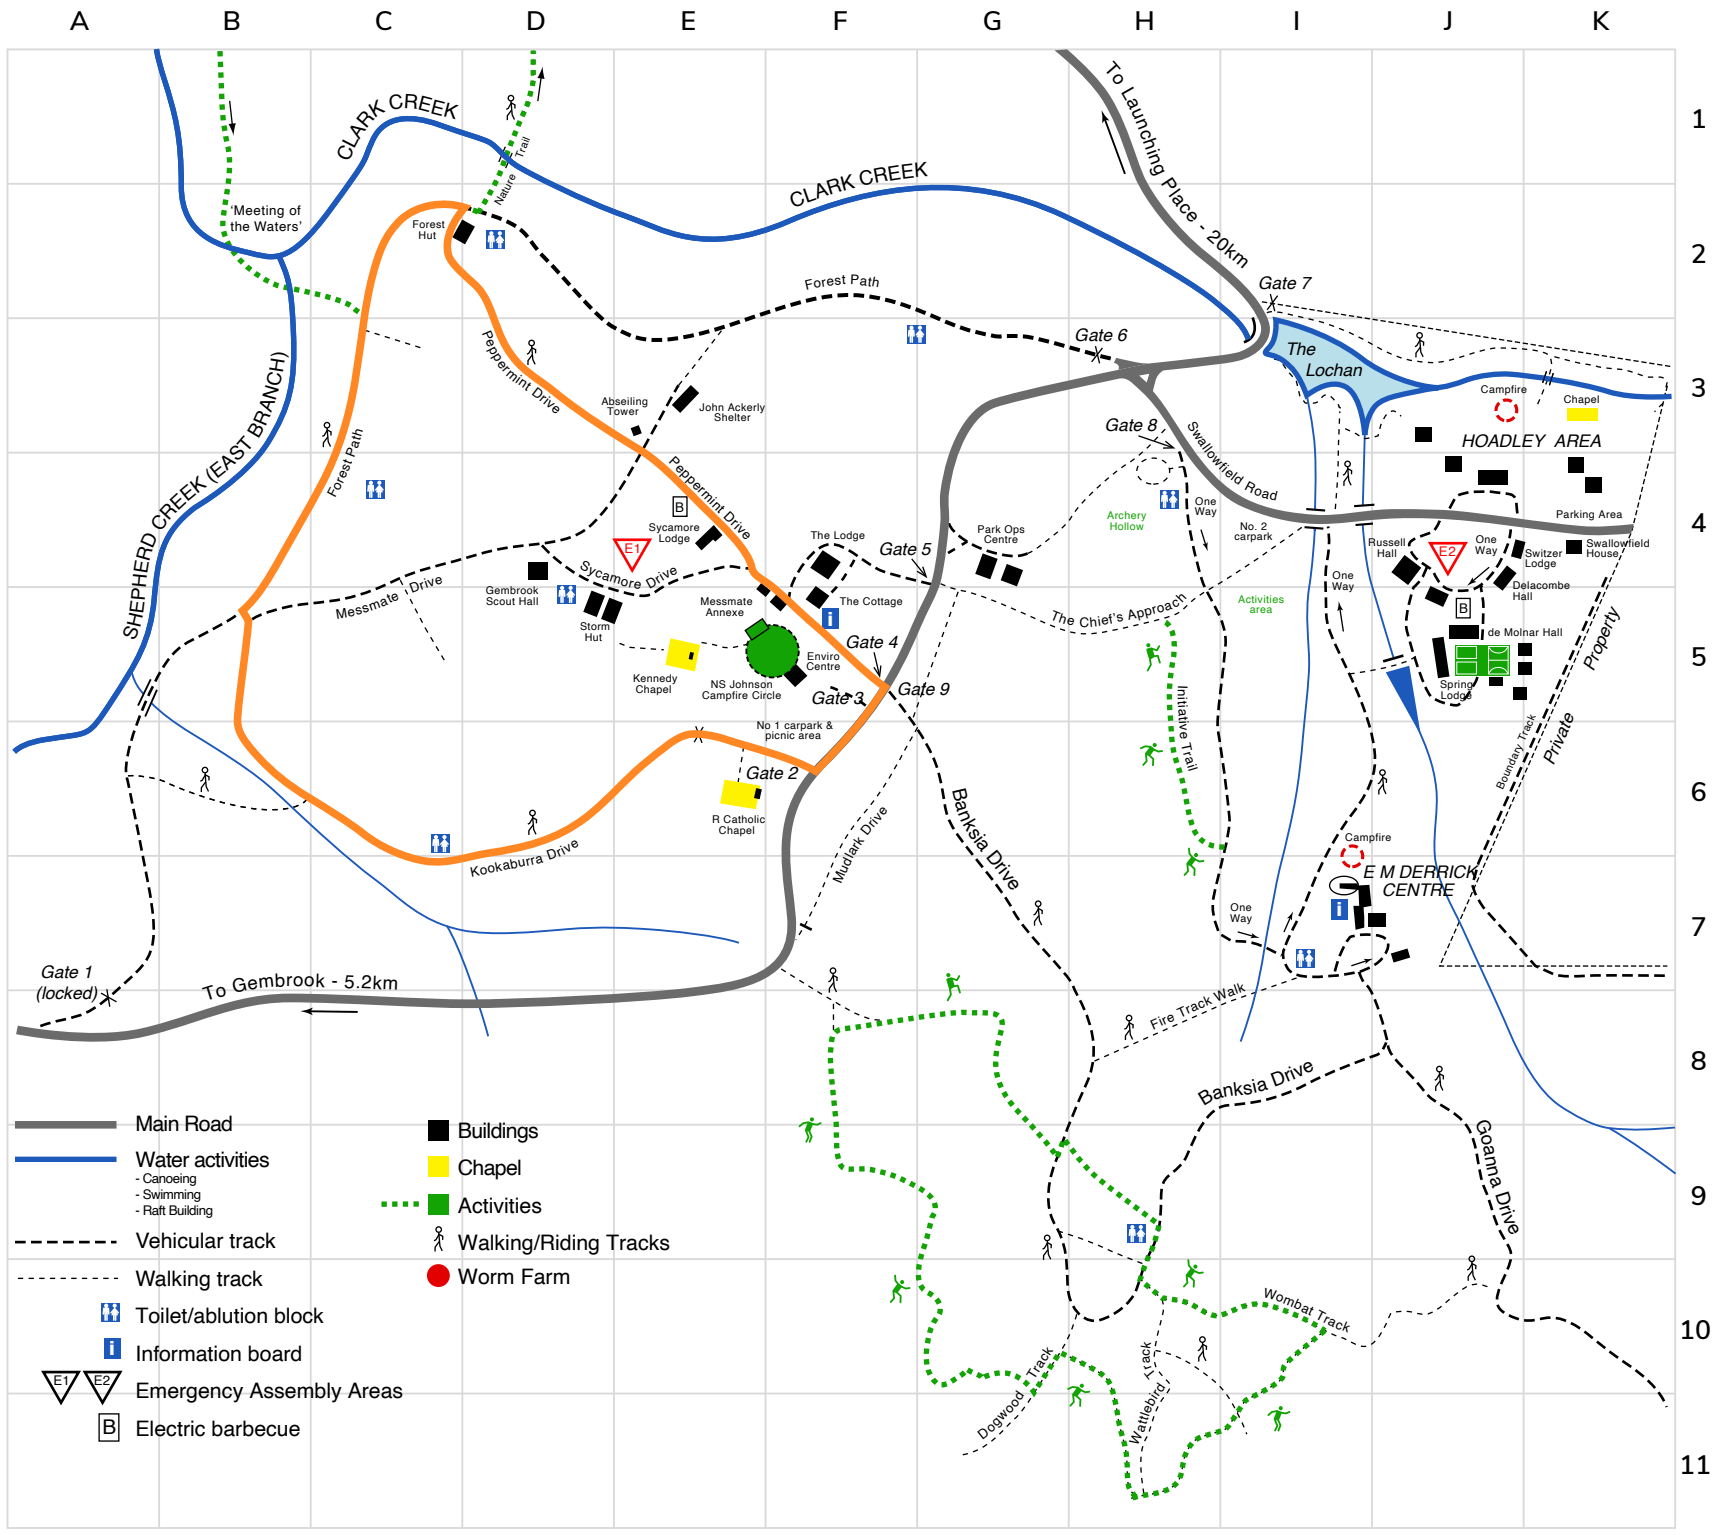 A B C D E F G H I J K
1
2
3
4
5
6
7
8
9
10
11
To Launching Place - 20km
CLARK CREEK
CLARK CREEK
Nature Trail
'Meeting of
the Waters'
Forest
Hut
Forest Path
Gate 7
Gate 6
The
Lochan
Peppermint Drive
Abseiling
Tower
John Ackerly
Shelter
Campfire
Chapel
HOADLEY AREA
Gate 8
Swallowfield Road
SHEPHERD CREEK (EAST BRANCH)
Forest Path
Peppermint Drive
B
Sycamore
Lodge
E1
The Lodge
Gate 5
Park Ops
Centre
Archery
Hollow
One
Way
No. 2
carpark
Parking Area
Russell
Hall
E2
One
Way
Switzer
Lodge
Swallowfield
House
Delacombe
Hall
Sycamore Drive
Messmate Drive
Gembrook
Scout Hall
Storm
Hut
Messmate
Annexe
The Cottage
i
The Chief's Approach
Activities
area
One
Way
B
de Molnar Hall
Spring
Lodge
Private Property
Boundary Track
Kennedy
Chapel
NS Johnson
Campfire Circle
Enviro
Centre
Gate 4
Gate 3
Gate 9
No 1 carpark &
picnic area
Gate 2
R Catholic
Chapel
Initiative Trail
Kookaburra Drive
Mudlark Drive
Banksia Drive
Campfire
E M DERRICK
CENTRE
i
One
Way
Gate 1
(locked)
To Gembrook - 5.2km
Fire Track Walk
Banksia Drive
Goanna Drive
Wombat Track
Dogwood Track
Wattlebird Track
Main Road
Water activities
- Canoeing
- Swimming
- Raft Building
Vehicular track
Walking track
Toilet/ablution block
i Information board
E1 E2 Emergency Assembly Areas
B Electric barbecue
Buildings
Chapel
Activities
Walking/Riding Tracks
Worm Farm